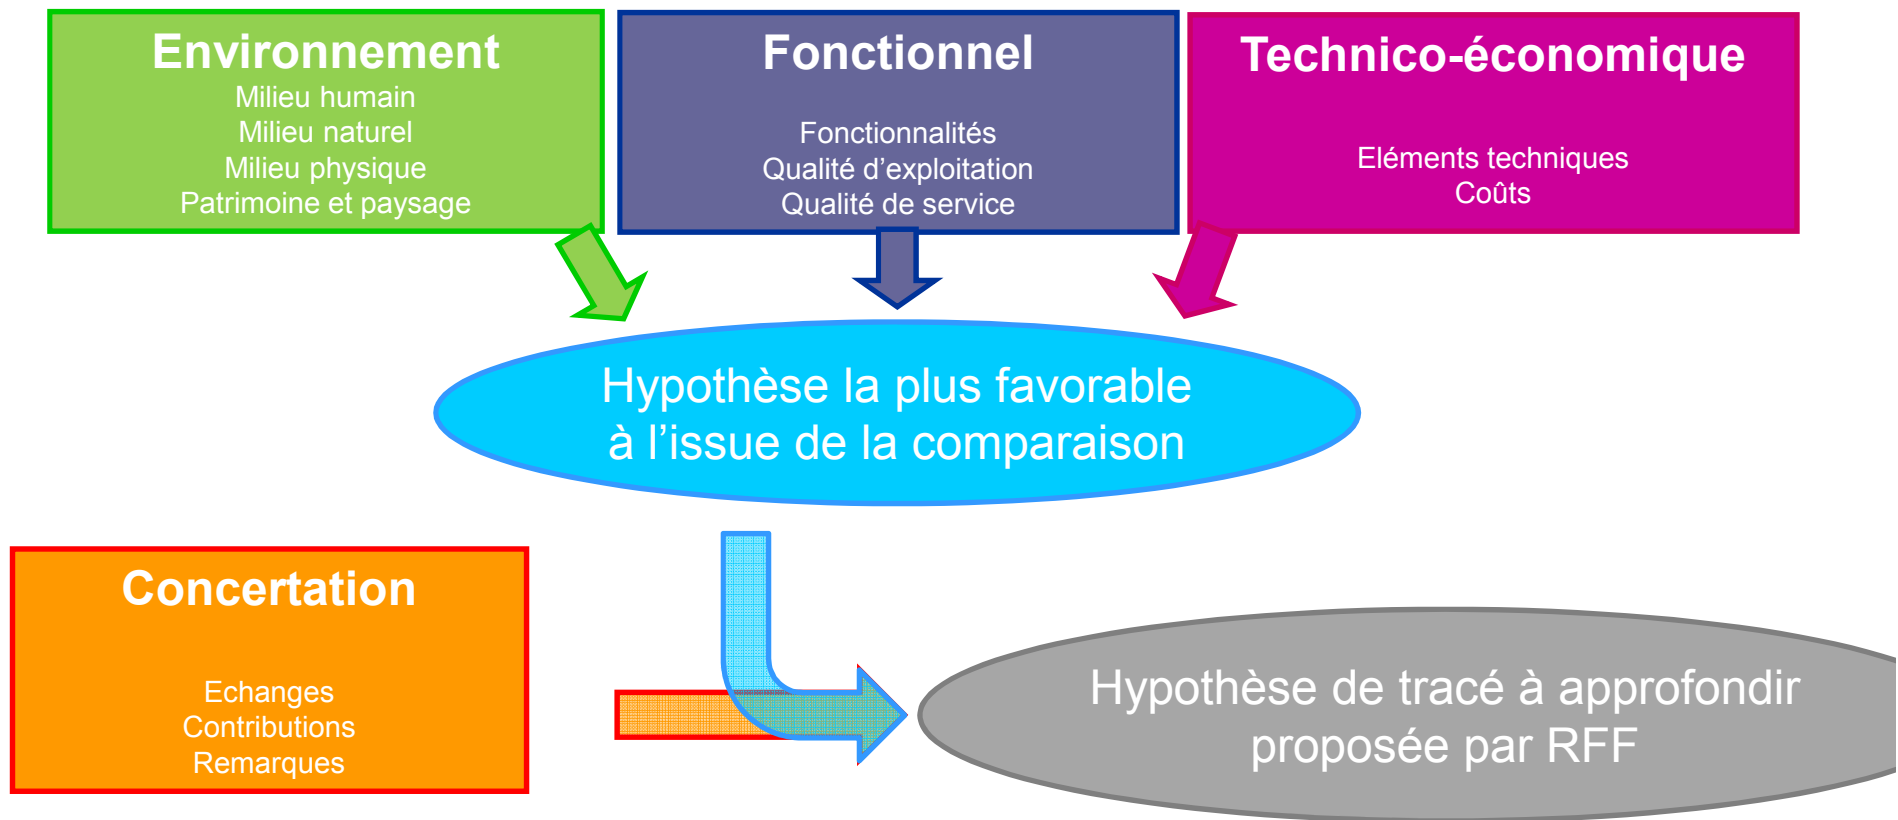 Environnement
Milieu humain
Milieu naturel
Milieu physique
Patrimoine et paysage
Fonctionnel
Fonctionnalités
Qualité d’exploitation
Qualité de service
Technico-économique
Eléments techniques
Coûts
Hypothèse la plus favorable
à l’issue de la comparaison
Concertation
Echanges
Contributions
Remarques
Hypothèse de tracé à approfondir
proposée par RFF